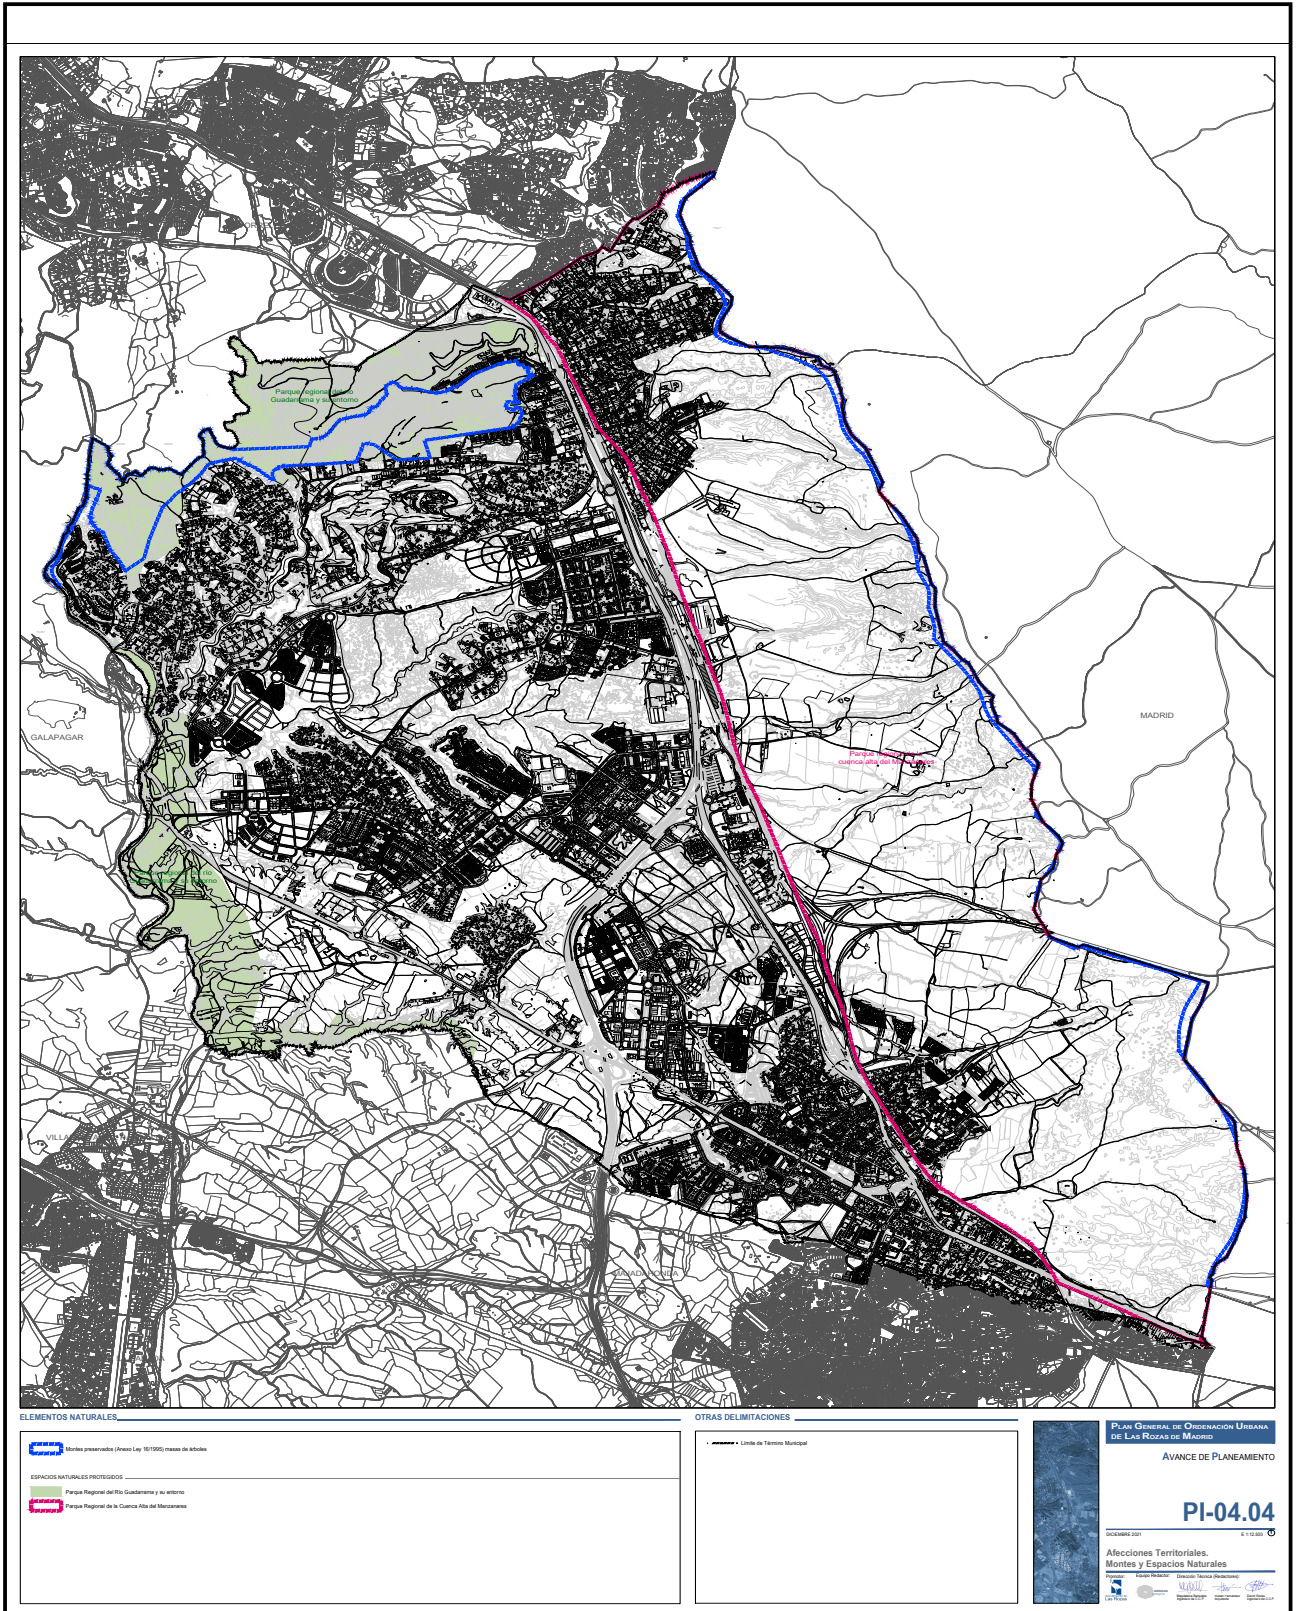 Parque regional del río
Guadarrama y su entorno
GALAPAGAR
MADRID
Parque regional de la
cuenca alta del Manzanares
MAJADAHONDA
ELEMENTOS NATURALES
Montes preservados (Anexo Ley 16/1995) masas de árboles
ESPACIOS NATURALES PROTEGIDOS
Parque Regional del Río Guadarrama y su entorno
Parque Regional de la Cuenca Alta del Manzanares
OTRAS DELIMITACIONES
Límite de Término Municipal
PLAN GENERAL DE ORDENACIÓN URBANA
DE LAS ROZAS DE MADRID
AVANCE DE PLANEAMIENTO
PI-04.04
DICIEMBRE 2021
Afecciones Territoriales.
Montes y Espacios Naturales
Promotor: Equipo Redactor: Dirección Técnica (Redactores):
Las Rozas